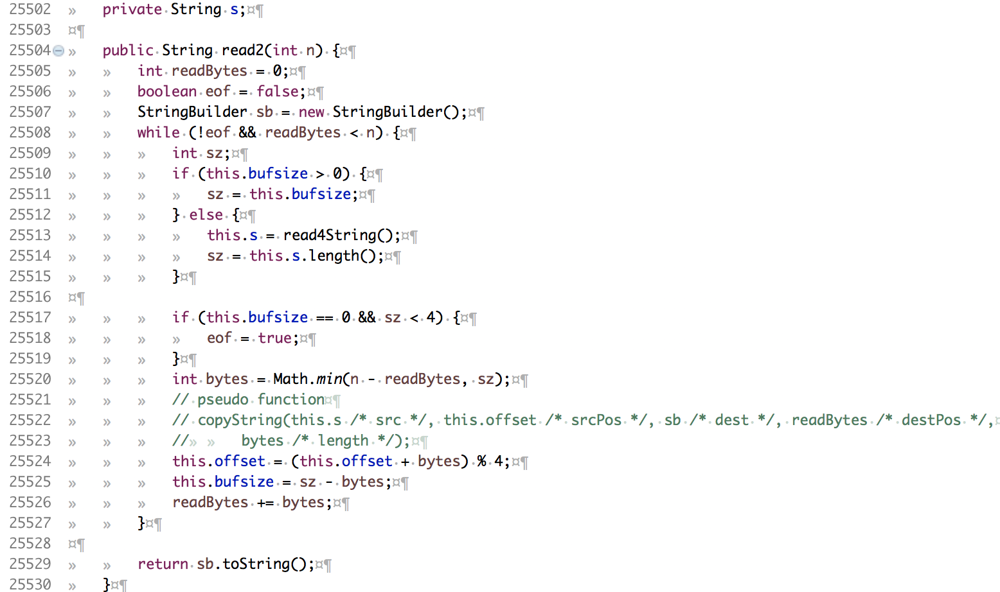 25502 private String s;
25503
25504 public String read2(int n) {
25505 int readBytes = 0;
25506 boolean eof = false;
25507 StringBuilder sb = new StringBuilder();
25508 while (!eof && readBytes < n) {
25509 int sz;
25510 if (this.bufsize > 0) {
25511 sz = this.bufsize;
25512 } else {
25513 this.s = read4String();
25514 sz = this.s.length();
25515 }
25516
25517 if (this.bufsize == 0 && sz < 4) {
25518 eof = true;
25519 }
25520 int bytes = Math.min(n - readBytes, sz);
25521 // pseudo function
25522 // copyString(this.s /* src */, this.offset /* srcPos */, sb /* dest */, readBytes /* destPos */,
25523 // bytes /* length */);
25524 this.offset = (this.offset + bytes) % 4;
25525 this.bufsize = sz - bytes;
25526 readBytes += bytes;
25527 }
25528
25529 return sb.toString();
25530 }